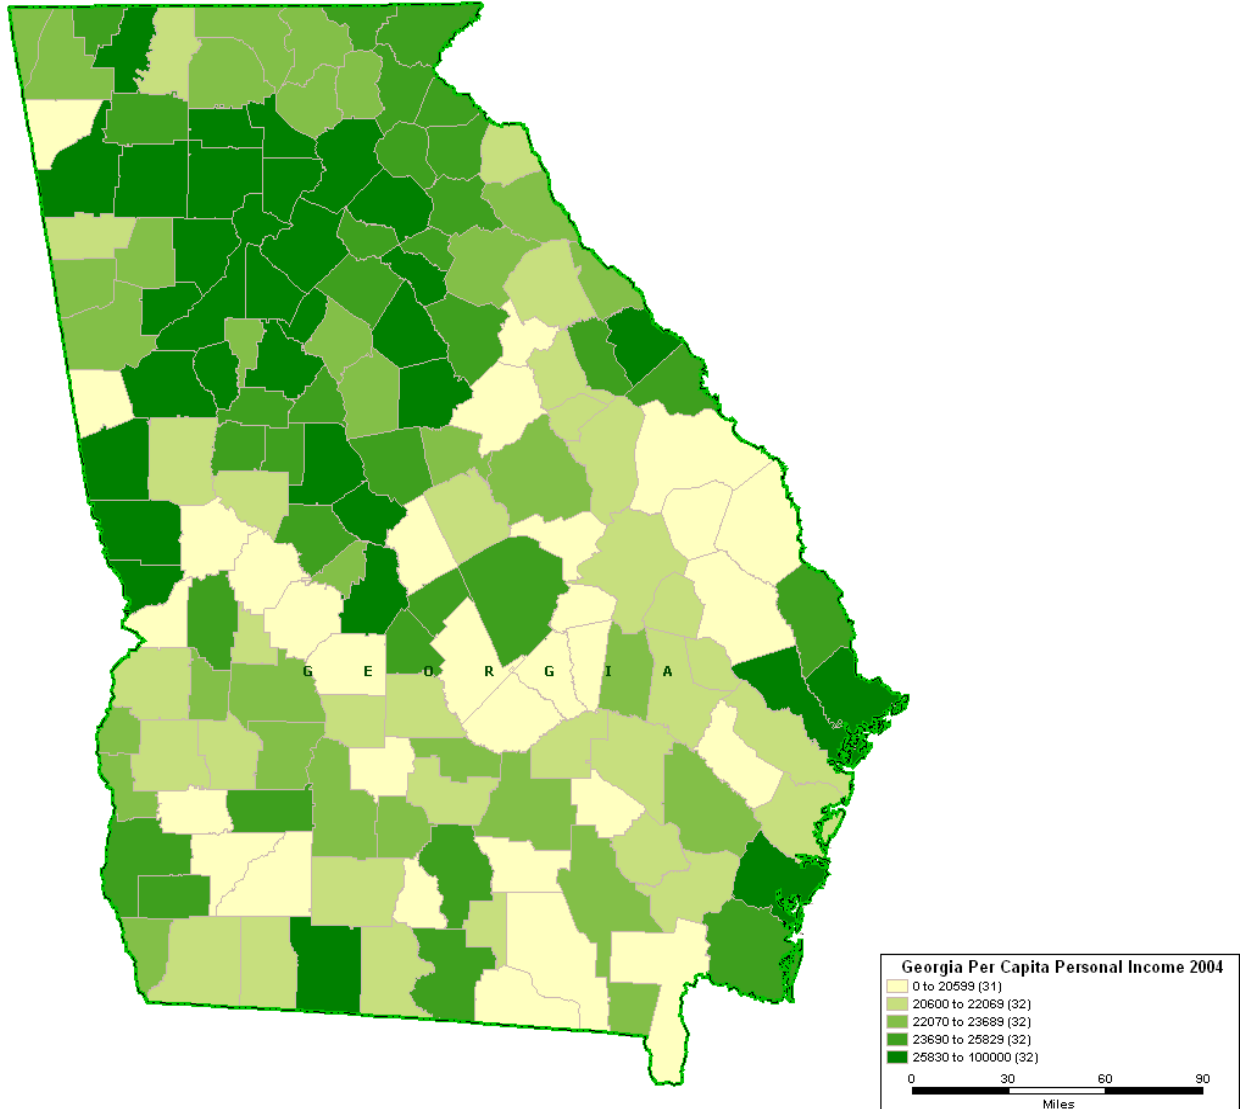 G E O R G I A
Georgia Per Capita Personal Income 2004
0 to 20599 (31)
20600 to 22069 (32)
22070 to 23689 (32)
23690 to 25829 (32)
25830 to 100000 (32)
0 30 60 90
Miles